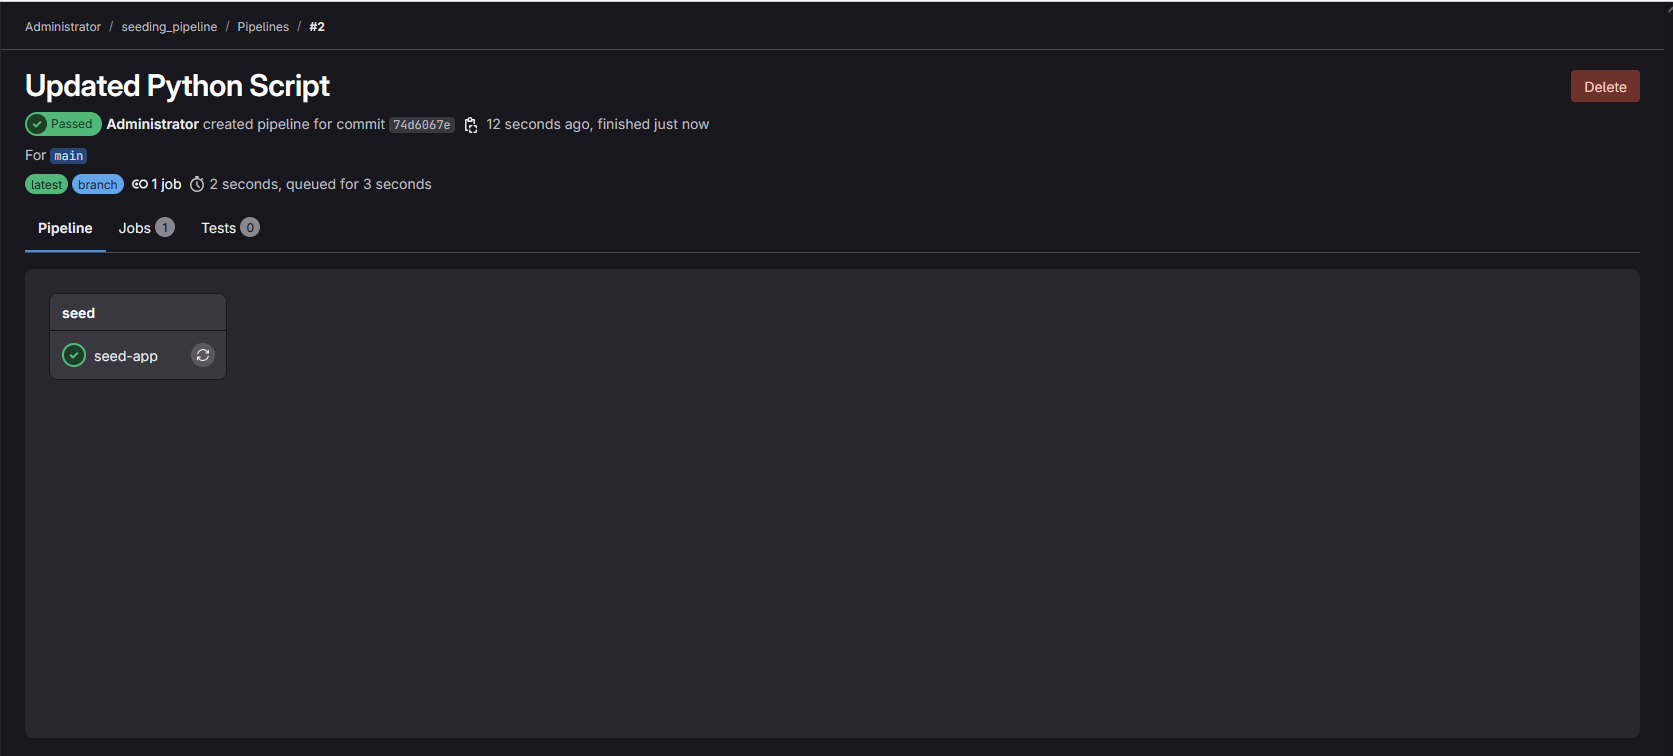 Administrator / seeding_pipeline / Pipelines / #2
Updated Python Script
Delete
Passed Administrator created pipeline for commit 74d6067e 12 seconds ago, finished just now
For main
latest branch 1 job 2 seconds, queued for 3 seconds
Pipeline Jobs 1 Tests 0
seed
seed-app